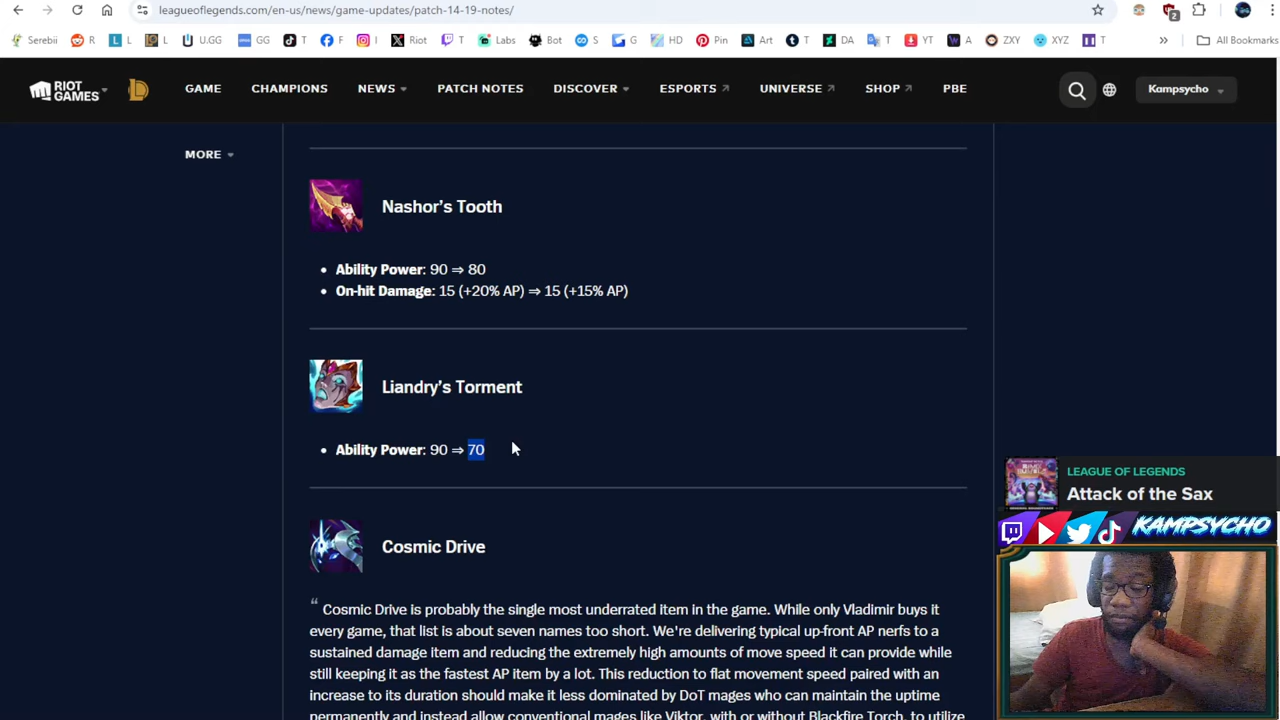 leagueoflegends.com/en-us/news/game-updates/patch-14-19-notes/
2
Serebii R L L U.GG GG T F I Riot T Labs Bot S G HD Pin Art T DA T YT A ZXY XYZ T » All Bookmarks
RIOT GAMES GAME CHAMPIONS NEWS PATCH NOTES DISCOVER ESPORTS UNIVERSE SHOP PBE Kampsycho
MORE
Nashor’s Tooth
• Ability Power: 90 ⇒ 80
• On-hit Damage: 15 (+20% AP) ⇒ 15 (+15% AP)
Liandry’s Torment
• Ability Power: 90 ⇒ 70
Cosmic Drive
“ Cosmic Drive is probably the single most underrated item in the game. While only Vladimir buys it
every game, that list is about seven names too short. We're delivering typical up-front AP nerfs to a
sustained damage item and reducing the extremely high amounts of move speed it can provide while
still keeping it as the fastest AP item by a lot. This reduction to flat movement speed paired with an
increase to its duration should make it less dominated by DoT mages who can maintain the uptime
permanently and instead allow conventional mages like Viktor, with or without Blackfire Torch, to utilize
LEAGUE OF LEGENDS
Attack of the Sax
KAMPSYCHO